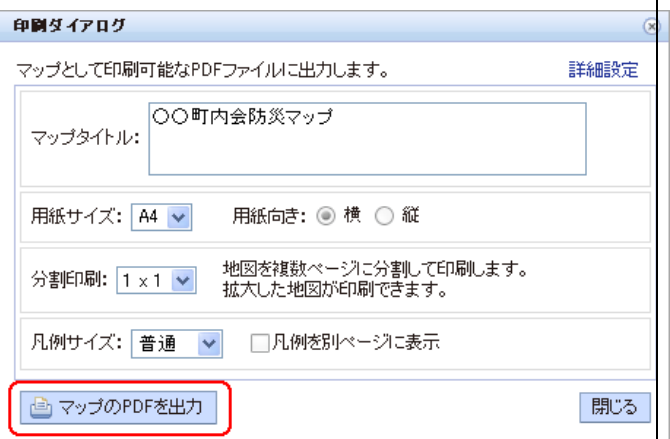 印刷ダイアログ
マップとして印刷可能なPDFファイルに出力します。 詳細設定
マップタイトル: 〇〇町内会防災マップ
用紙サイズ: A4 用紙向き: 横 縦
分割印刷: 1 x 1 地図を複数ページに分割して印刷します。
拡大した地図が印刷できます。
凡例サイズ: 普通 凡例を別ページに表示
マップのPDFを出力 閉じる